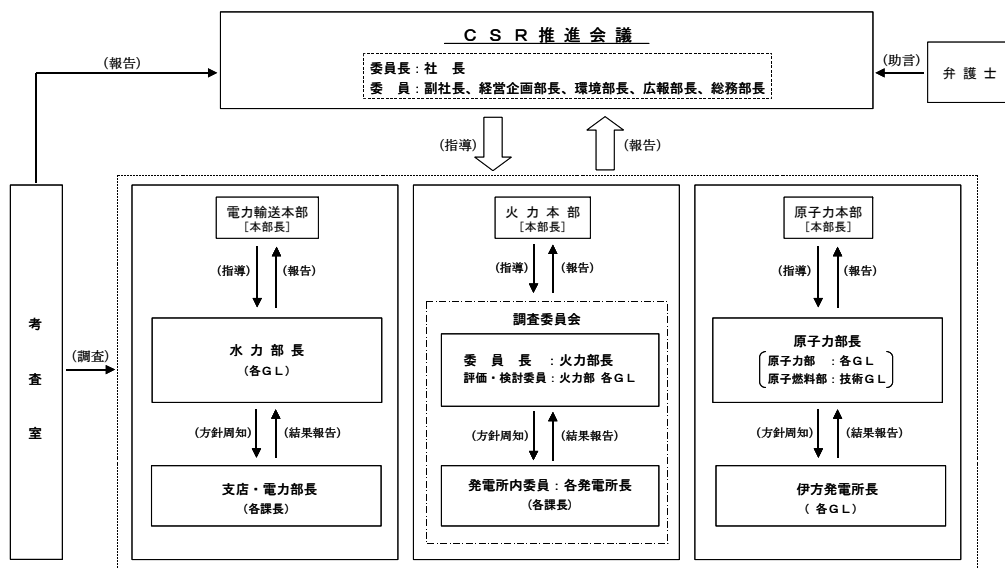 CSR推進会議
委員長:社 長
委 員:副社長、経営企画部長、環境部長、広報部長、総務部長
(報告)
(助言)
弁護士
(指導)
(報告)
考査室
(調査)
電力輸送本部
[本部長]
(指導)
(報告)
水力部長
(各GL)
(方針周知)
(結果報告)
支店・電力部長
(各課長)
火力本部
[本部長]
(指導)
(報告)
調査委員会
委 員 長 :火力部長
評価・検討委員:火力部 各GL
(方針周知)
(結果報告)
発電所内委員:各発電所長
(各課長)
原子力本部
[本部長]
(指導)
(報告)
原子力部長
原子力部 :各GL
原子燃料部:技術GL
(方針周知)
(結果報告)
伊方発電所長
( 各GL)